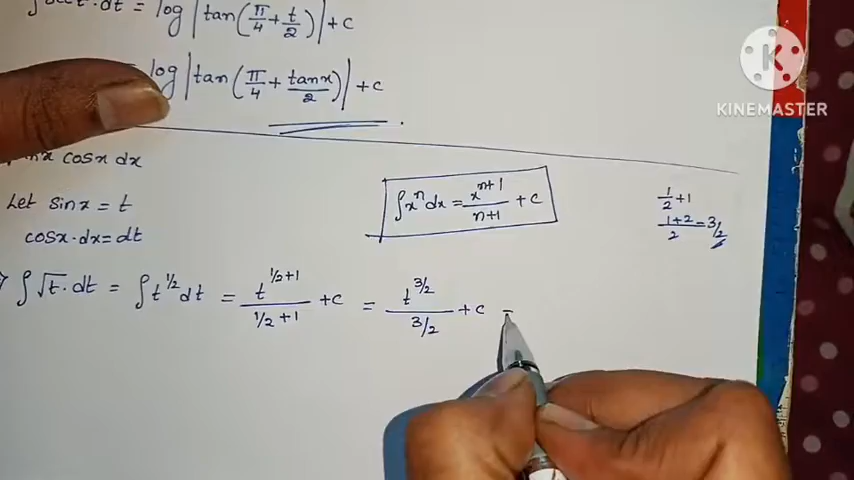 dt = log |tan(π/4 + t/2)| + c
log |tan(π/4 + tanx/2)| + c
cosx dx
Let sinx = t
cosx·dx = dt
∫√t·dt = ∫t^1/2 dt = t^(1/2+1)/(1/2+1) + c = t^3/2/(3/2) + c =
∫x^n dx = x^(n+1)/(n+1) + c
1/2 + 1
(1+2)/2 = 3/2
KINEMASTER